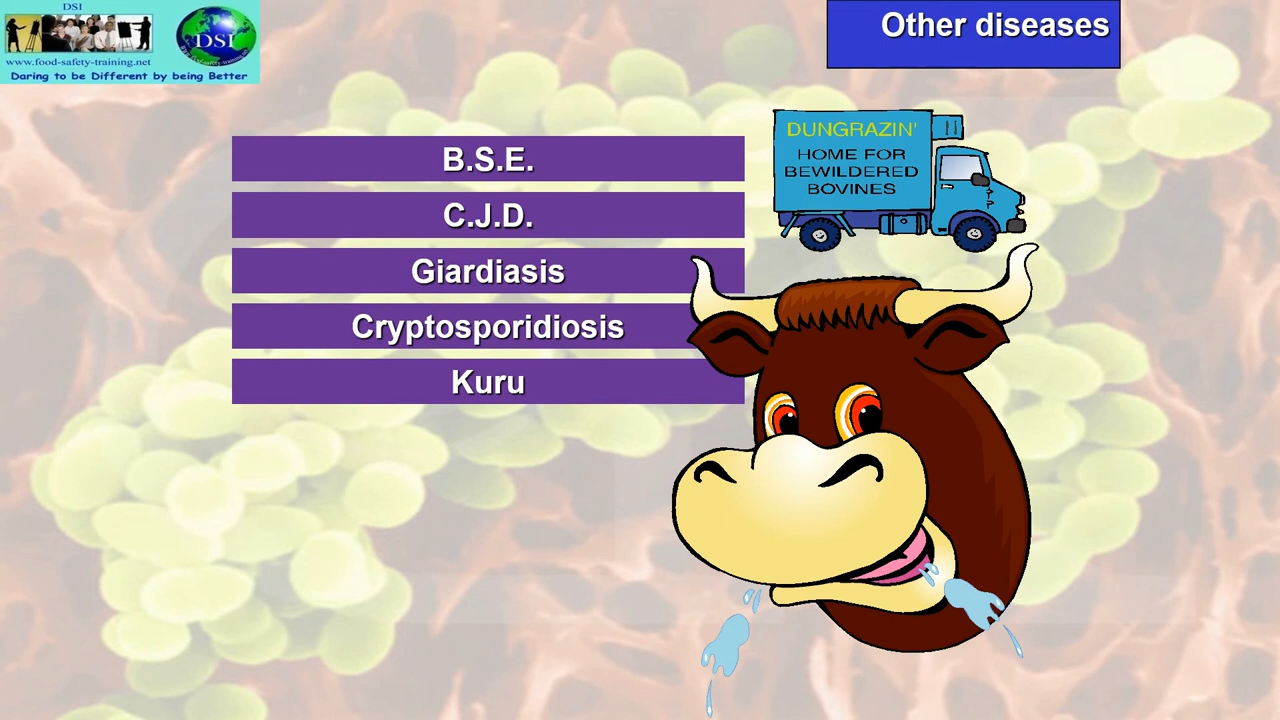 DSI
DSI
www.food-safety-training.net
Daring to be Different by being Better
Other diseases
B.S.E.
C.J.D.
Giardiasis
Cryptosporidiosis
Kuru
DUNGRAZIN'
HOME FOR
BEWILDERED
BOVINES